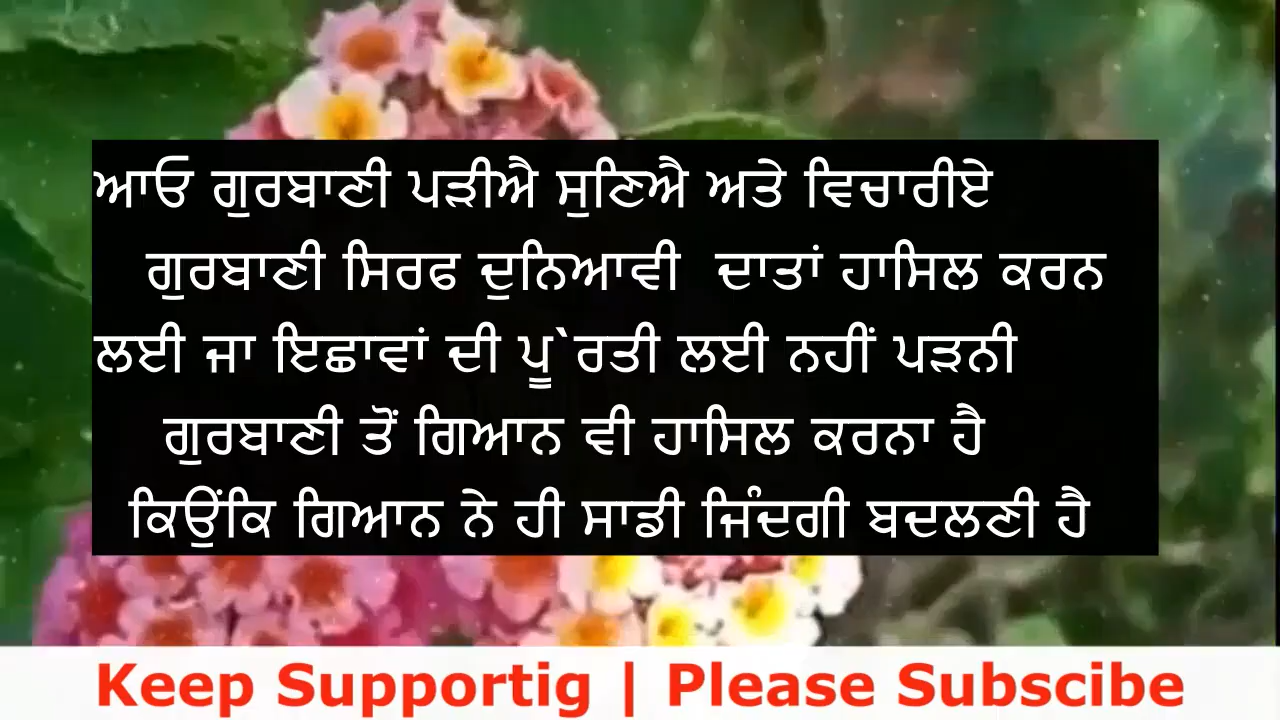 ਆਓ ਗੁਰਬਾਣੀ ਪੜੀਐ ਸੁਣਿਐ ਅਤੇ ਵਿਚਾਰੀਏ
ਗੁਰਬਾਣੀ ਸਿਰਫ ਦੁਨਿਆਵੀ ਦਾਤਾਂ ਹਾਸਿਲ ਕਰਨ
ਲਈ ਜਾ ਇਛਾਵਾਂ ਦੀ ਪੂ`ਰਤੀ ਲਈ ਨਹੀਂ ਪੜਨੀ
ਗੁਰਬਾਣੀ ਤੋਂ ਗਿਆਨ ਵੀ ਹਾਸਿਲ ਕਰਨਾ ਹੈ
ਕਿਉਂਕਿ ਗਿਆਨ ਨੇ ਹੀ ਸਾਡੀ ਜਿੰਦਗੀ ਬਦਲਣੀ ਹੈ
Keep Supportig | Please Subscibe